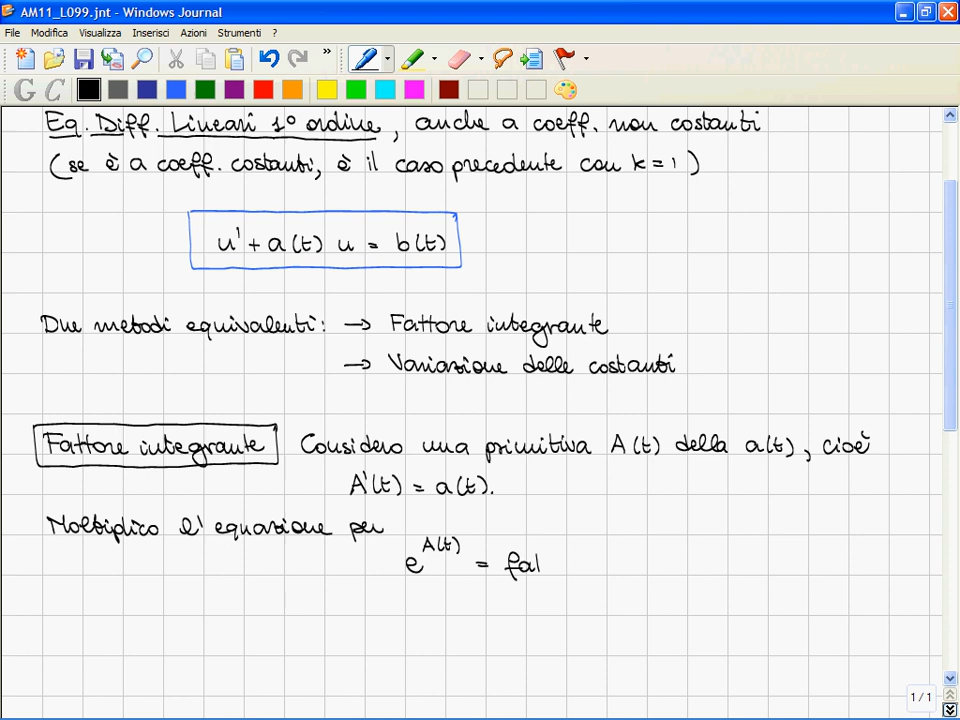 AM11_L099.jnt - Windows Journal
File Modifica Visualizza Inserisci Azioni Strumenti ?
Eq. Diff. Lineari 1° ordine, anche a coeff. non costanti
(se è a coeff. costanti, è il caso precedente con k=1)
u' + a(t) u = b(t)
Due metodi equivalenti: → Fattore integrante
→ Variazione delle costanti
Fattore integrante Considero una primitiva A(t) della a(t), cioè
A'(t) = a(t).
Moltiplico l'equazione per
e^A(t) = fat
1 / 1